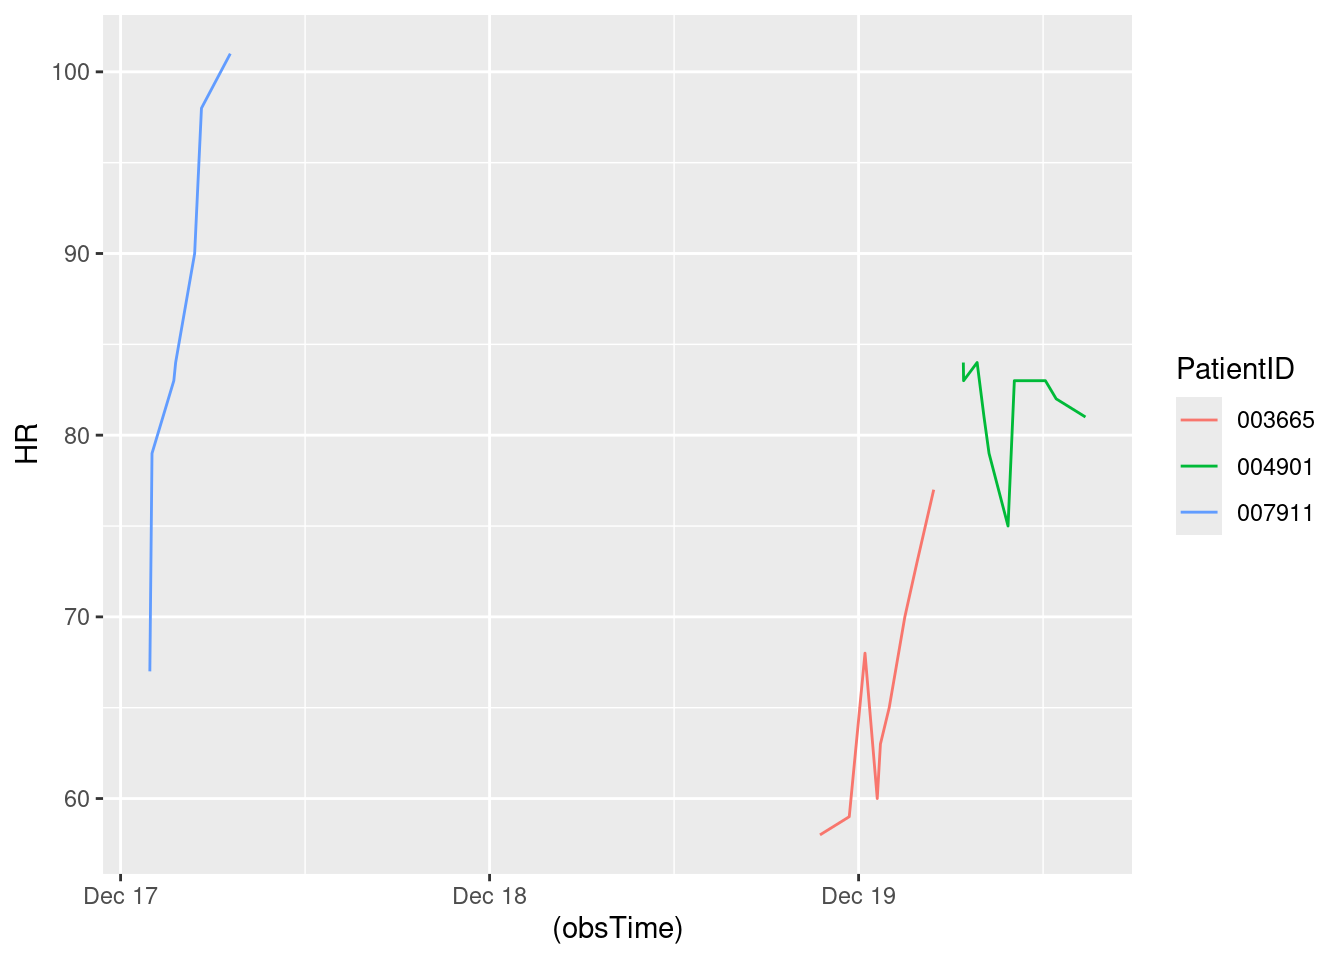 HR
100
90
80
70
60
Dec 17
Dec 18
Dec 19
(obsTime)
PatientID
003665
004901
007911